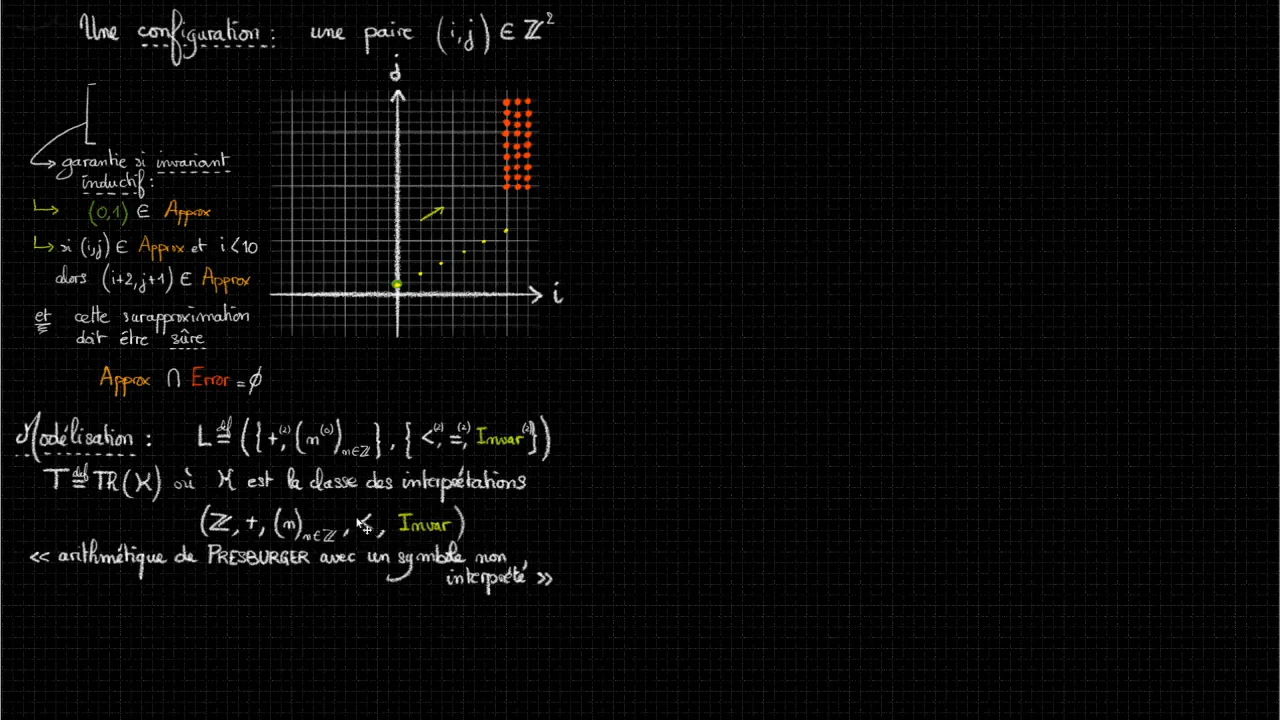 Une configuration : une paire (i,j) ∈ ℤ²
j
i
garantie si invariant
inductif :
(0,1) ∈ Approx
si (i,j) ∈ Approx et i < 10
alors (i+2, j+1) ∈ Approx
et cette surapproximation
doit être sûre
Approx ∩ Error = ∅
Modélisation : L ≝ ({+⁽²⁾, (n⁽⁰⁾)ₙ∈ℤ}, {<⁽²⁾, =⁽²⁾, Invar⁽²⁾})
T ≝ TR(K) où K est la classe des interprétations
(ℤ, +, (n)ₙ∈ℤ, <, Invar)
« arithmétique de PRESBURGER avec un symbole non
interprété »